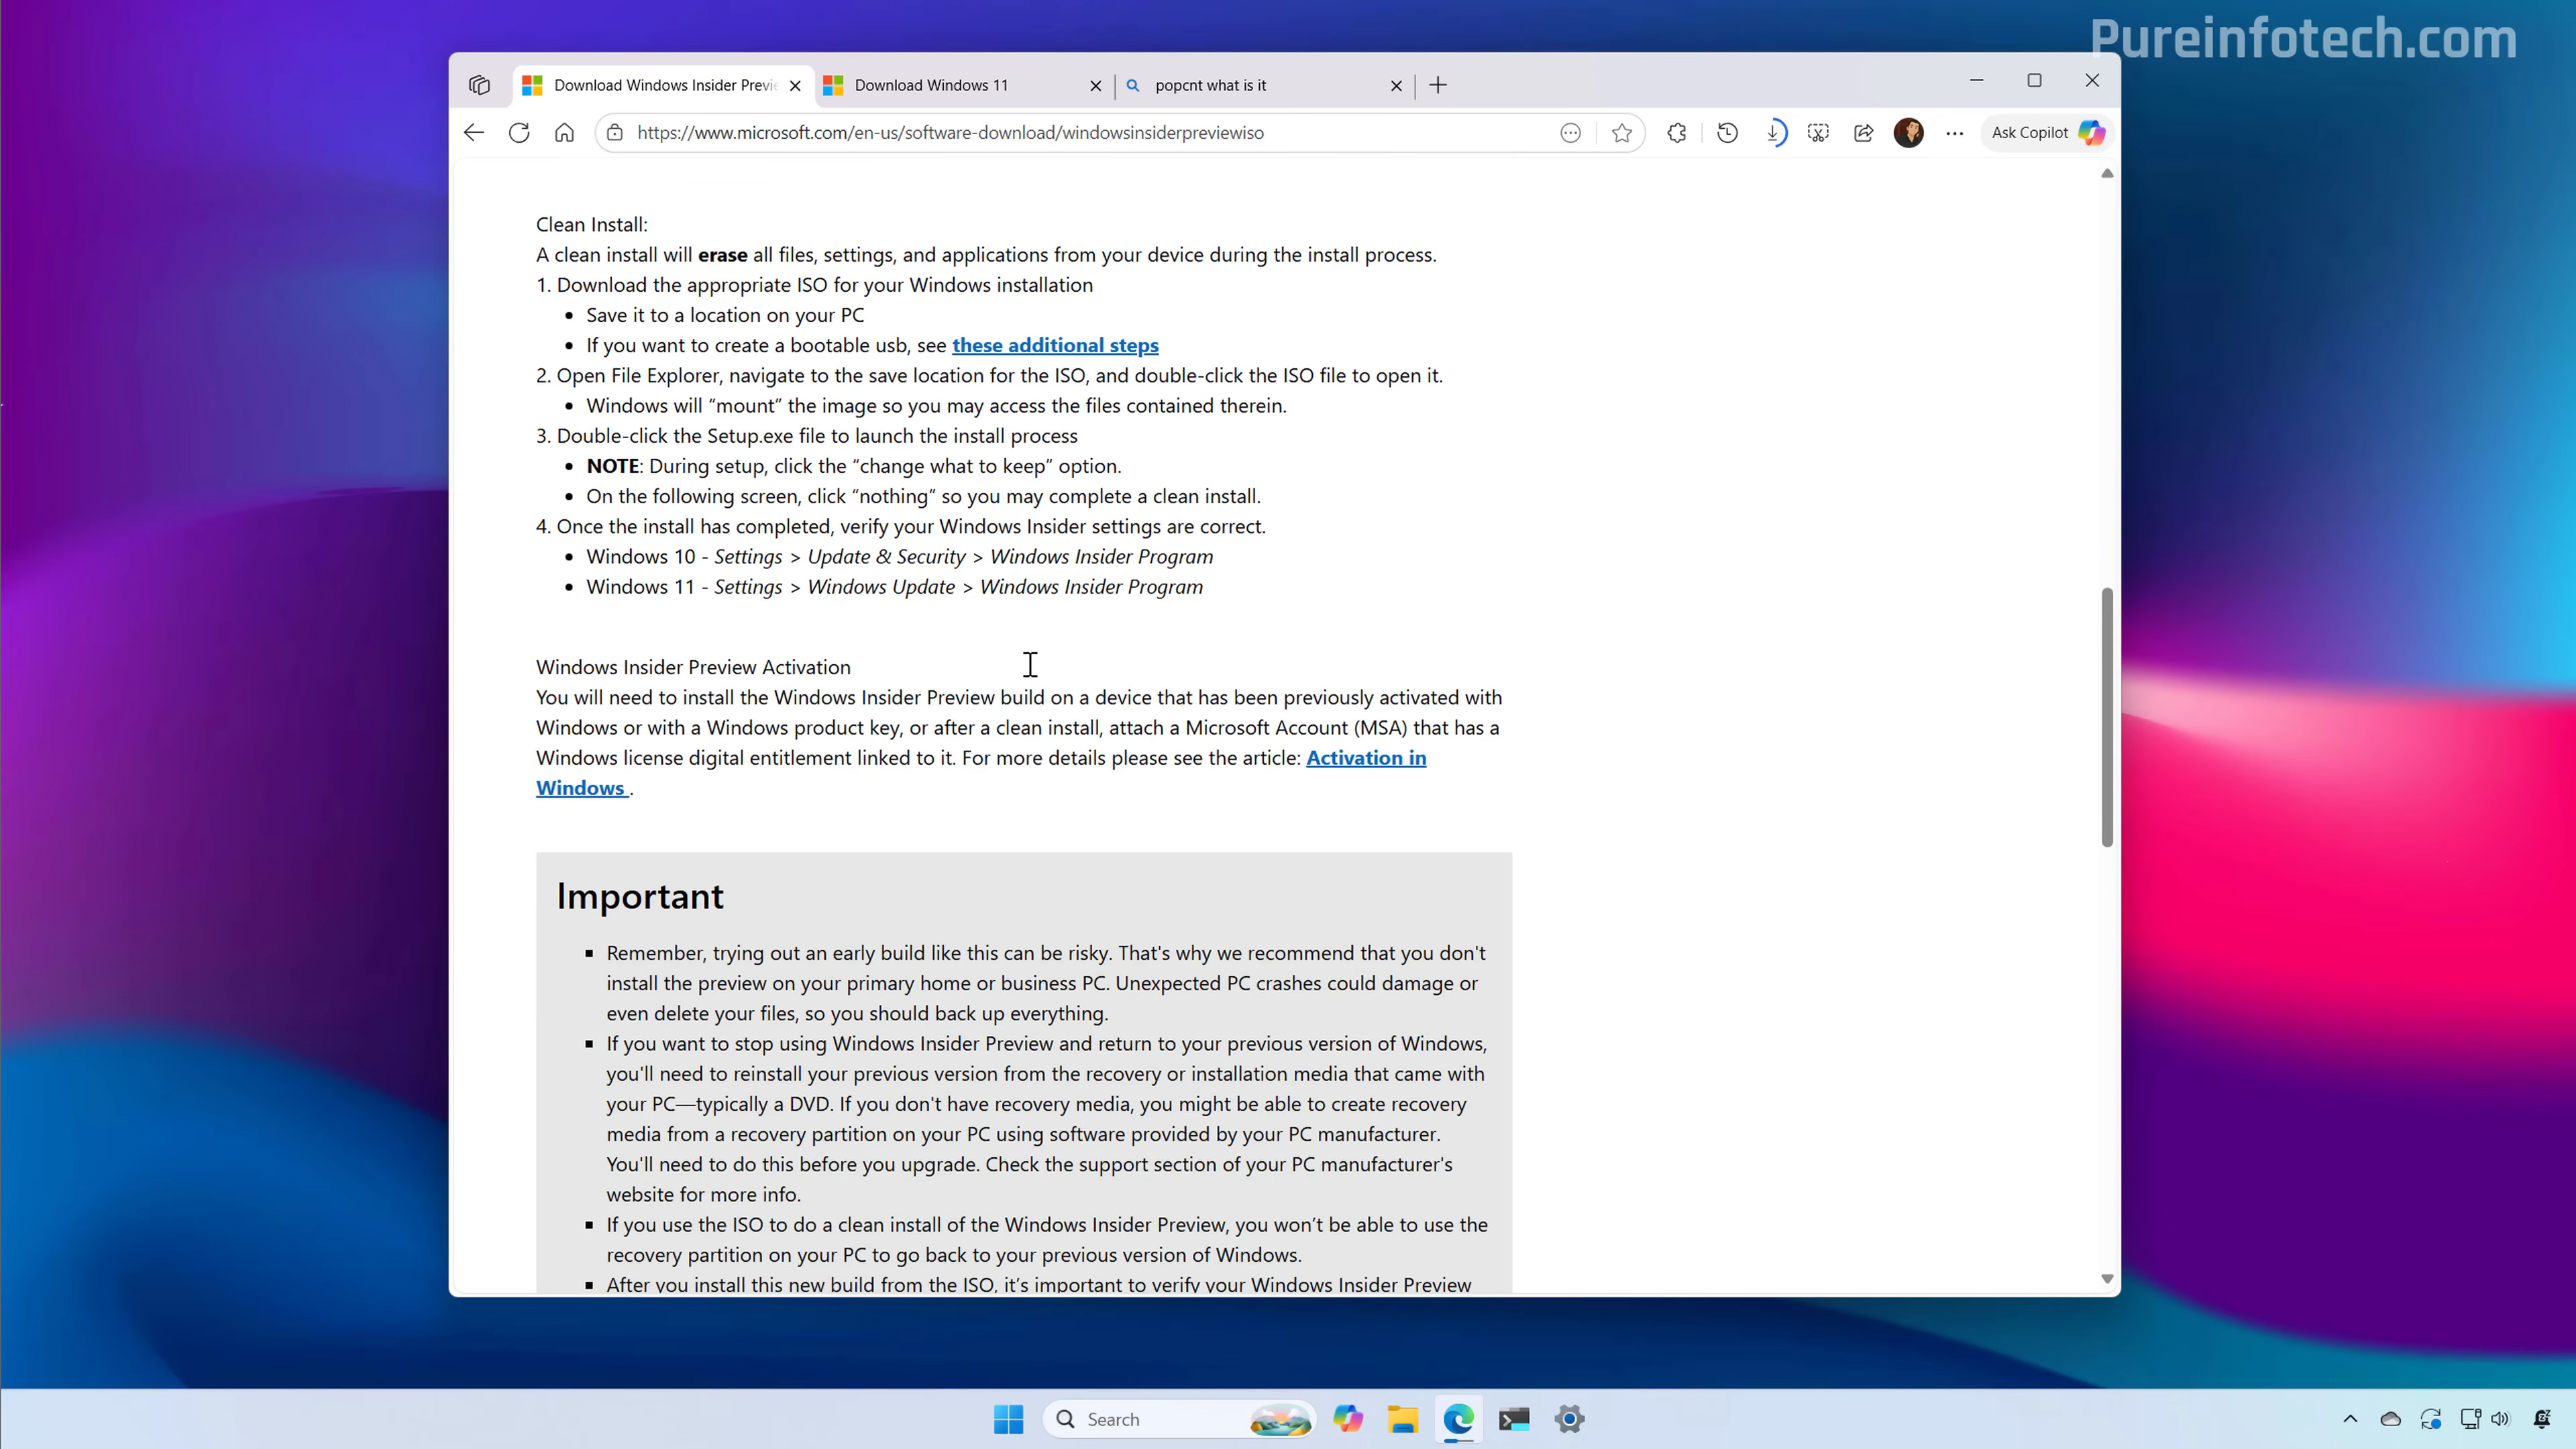 Pureinfotech.com
Download Windows Insider Previe
Download Windows 11
popcnt what is it
https://www.microsoft.com/en-us/software-download/windowsinsiderpreviewiso
Ask Copilot
Clean Install:
A clean install will erase all files, settings, and applications from your device during the install process.
1. Download the appropriate ISO for your Windows installation
• Save it to a location on your PC
• If you want to create a bootable usb, see these additional steps
2. Open File Explorer, navigate to the save location for the ISO, and double-click the ISO file to open it.
• Windows will “mount” the image so you may access the files contained therein.
3. Double-click the Setup.exe file to launch the install process
• NOTE: During setup, click the “change what to keep” option.
• On the following screen, click “nothing” so you may complete a clean install.
4. Once the install has completed, verify your Windows Insider settings are correct.
• Windows 10 - Settings > Update & Security > Windows Insider Program
• Windows 11 - Settings > Windows Update > Windows Insider Program
Windows Insider Preview Activation
You will need to install the Windows Insider Preview build on a device that has been previously activated with
Windows or with a Windows product key, or after a clean install, attach a Microsoft Account (MSA) that has a
Windows license digital entitlement linked to it. For more details please see the article: Activation in
Windows .
Important
▪ Remember, trying out an early build like this can be risky. That's why we recommend that you don't
install the preview on your primary home or business PC. Unexpected PC crashes could damage or
even delete your files, so you should back up everything.
▪ If you want to stop using Windows Insider Preview and return to your previous version of Windows,
you'll need to reinstall your previous version from the recovery or installation media that came with
your PC—typically a DVD. If you don't have recovery media, you might be able to create recovery
media from a recovery partition on your PC using software provided by your PC manufacturer.
You'll need to do this before you upgrade. Check the support section of your PC manufacturer's
website for more info.
▪ If you use the ISO to do a clean install of the Windows Insider Preview, you won’t be able to use the
recovery partition on your PC to go back to your previous version of Windows.
▪ After you install this new build from the ISO, it’s important to verify your Windows Insider Preview
Search